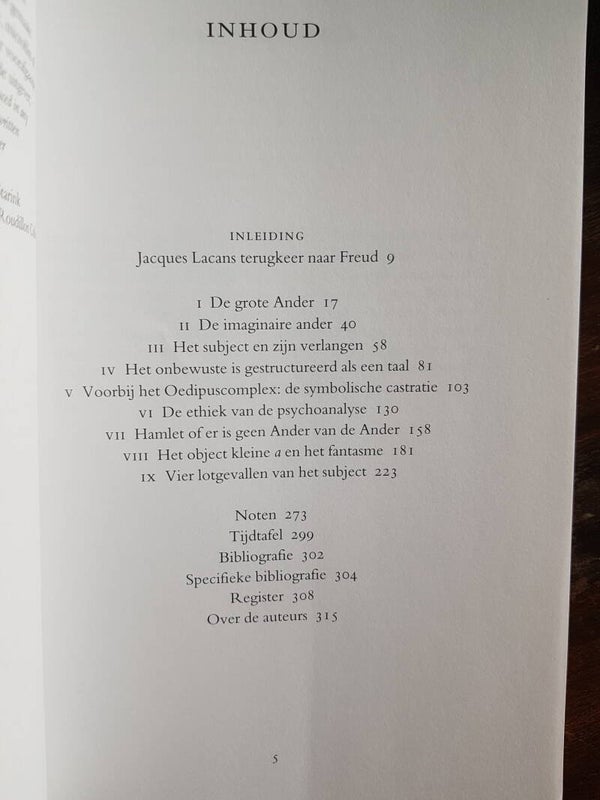 INHOUD
INLEIDING
Jacques Lacans terugkeer naar Freud 9
I De grote Ander 17
II De imaginaire ander 40
III Het subject en zijn verlangen 58
IV Het onbewuste is gestructureerd als een taal 81
V Voorbij het Oedipuscomplex: de symbolische castratie 103
VI De ethiek van de psychoanalyse 130
VII Hamlet of er is geen Ander van de Ander 158
VIII Het object kleine a en het fantasme 181
IX Vier lotgevallen van het subject 223
Noten 273
Tijdtafel 299
Bibliografie 302
Specifieke bibliografie 304
Register 308
Over de auteurs 315
5